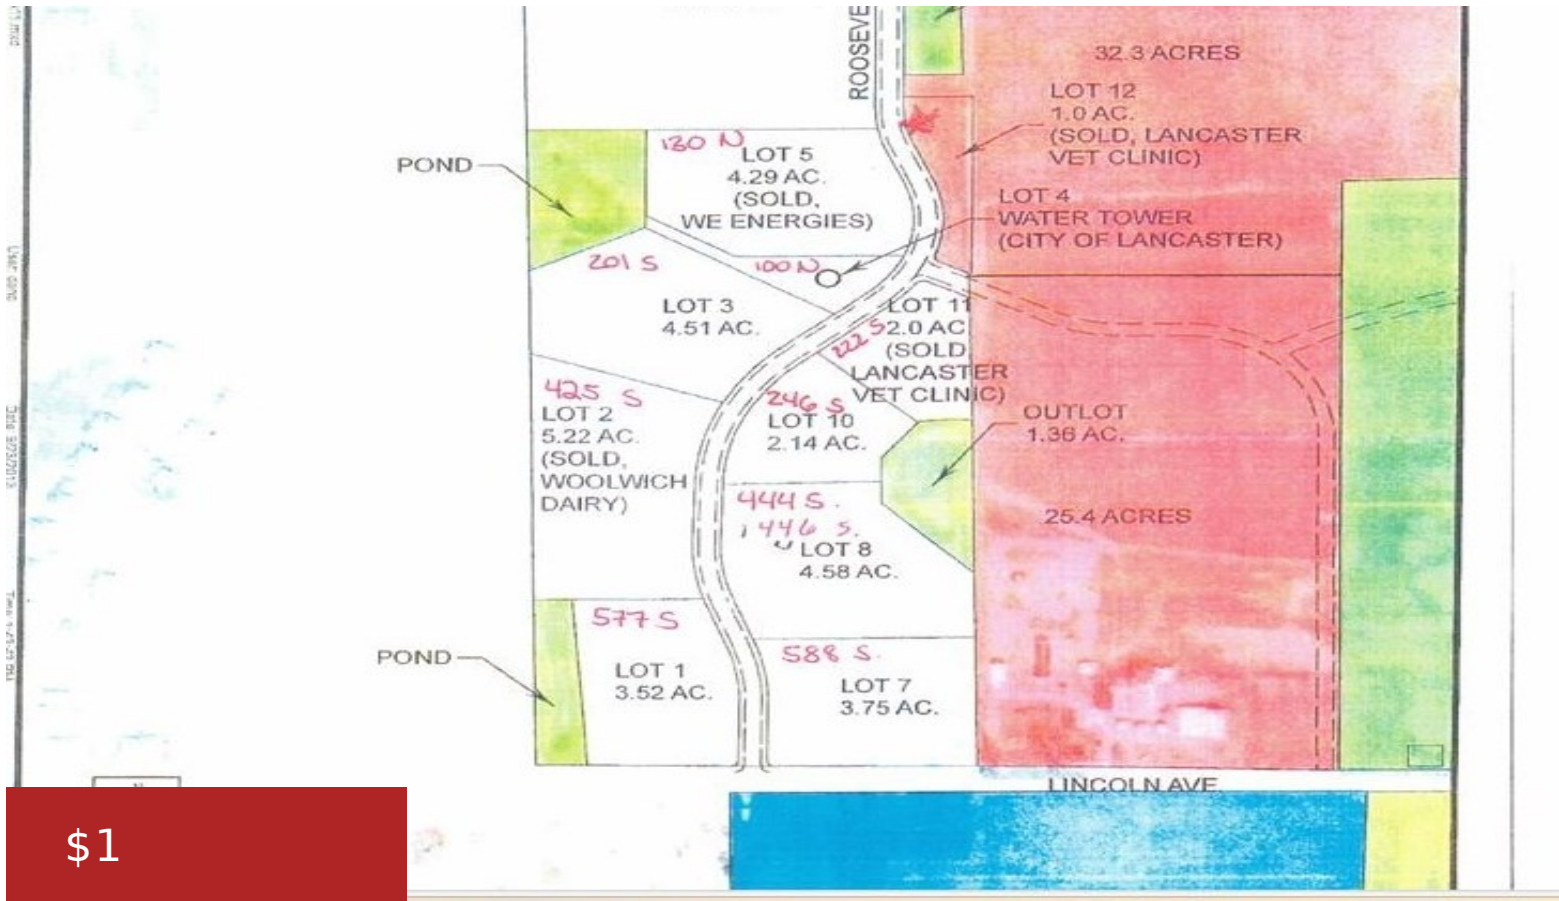 ROOSEVE
32.3 ACRES
LOT 12
1.0 AC.
(SOLD, LANCASTER
VET CLINIC)
130 N
LOT 5
4.29 AC.
(SOLD,
WE ENERGIES)
POND
LOT 4
WATER TOWER
(CITY OF LANCASTER)
201 S
100 N
LOT 3
4.51 AC.
LOT 11
2.0 AC
(SOLD
LANCASTER
VET CLINIC)
222 S
425 S
LOT 2
5.22 AC.
(SOLD,
WOOLWICH
DAIRY)
246 S
LOT 10
2.14 AC.
OUTLOT
1.36 AC.
444 S.
446 S.
LOT 8
4.58 AC.
25.4 ACRES
577 S
LOT 1
3.52 AC.
POND
588 S.
LOT 7
3.75 AC.
LINCOLN AVE.
$1